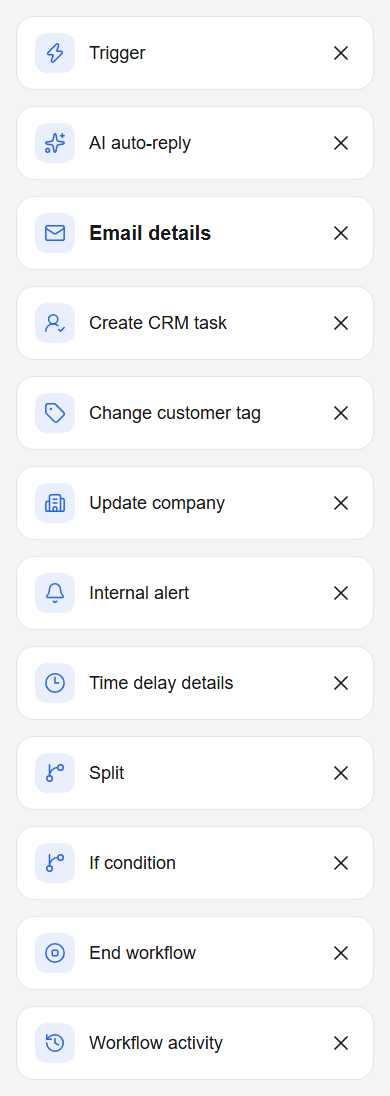 Trigger
AI auto-reply
Email details
Create CRM task
Change customer tag
Update company
Internal alert
Time delay details
Split
If condition
End workflow
Workflow activity